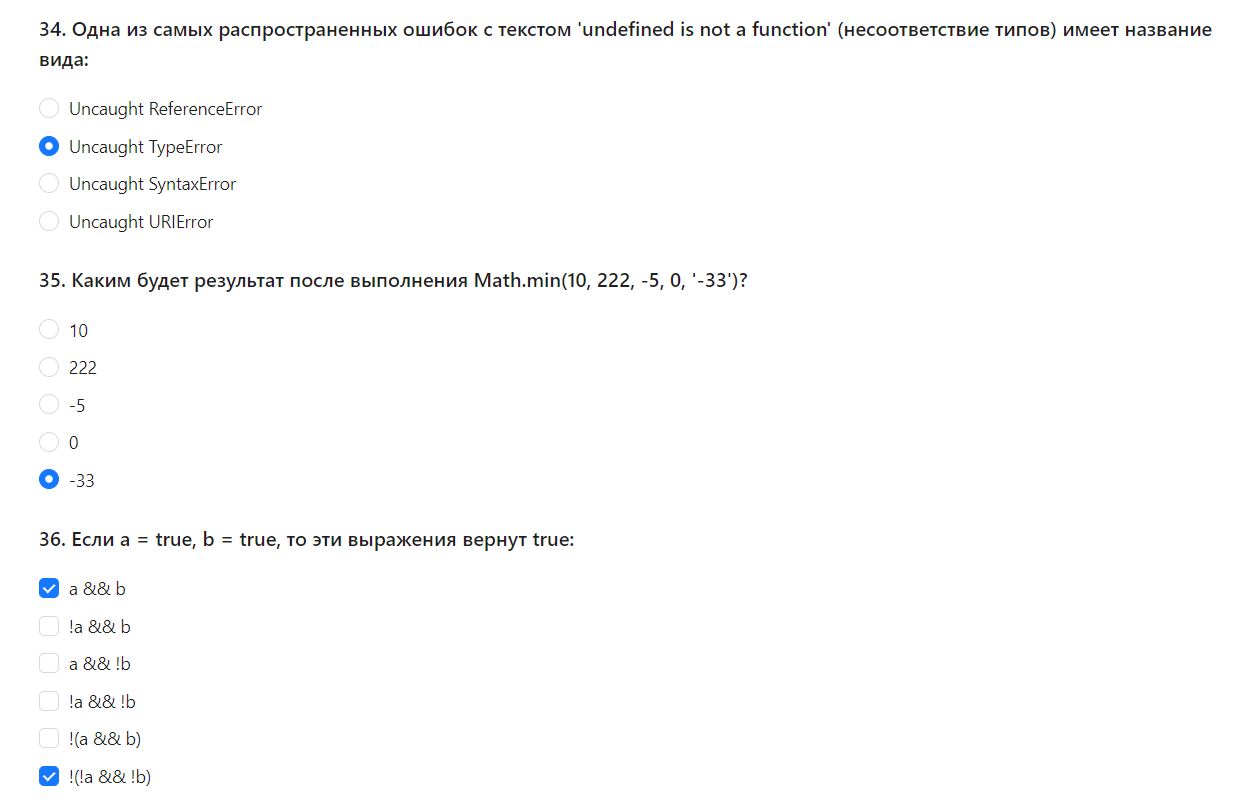 34. Одна из самых распространенных ошибок с текстом 'undefined is not a function' (несоответствие типов) имеет название
вида:
Uncaught ReferenceError
Uncaught TypeError
Uncaught SyntaxError
Uncaught URIError
35. Каким будет результат после выполнения Math.min(10, 222, -5, 0, '-33')?
10
222
-5
0
-33
36. Если a = true, b = true, то эти выражения вернут true:
a && b
!a && b
a && !b
!a && !b
!(a && b)
!(!a && !b)